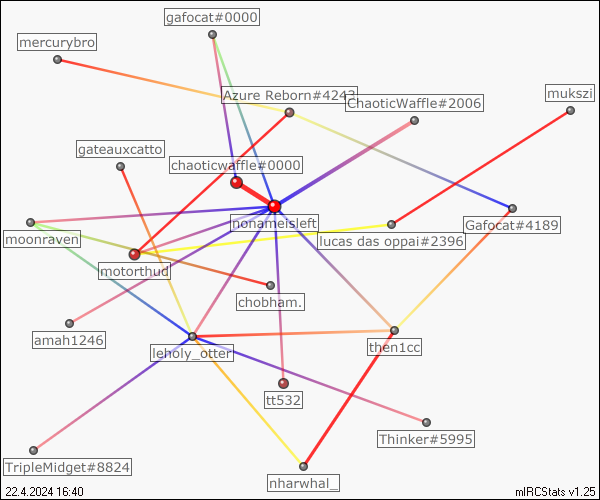 gafocat#0000
mercurybro
Azure Reborn#4243
mukszi
ChaoticWaffle#2006
gateauxcatto
chaoticwaffle#0000
nonameisleft
Gafocat#4189
moonraven
lucas das oppai#2396
motorthud
chobham.
amah1246
then1cc
leholy_otter
tt532
Thinker#5995
TripleMidget#8824
nharwhal_
22.4.2024 16:40
mIRCStats v1.25